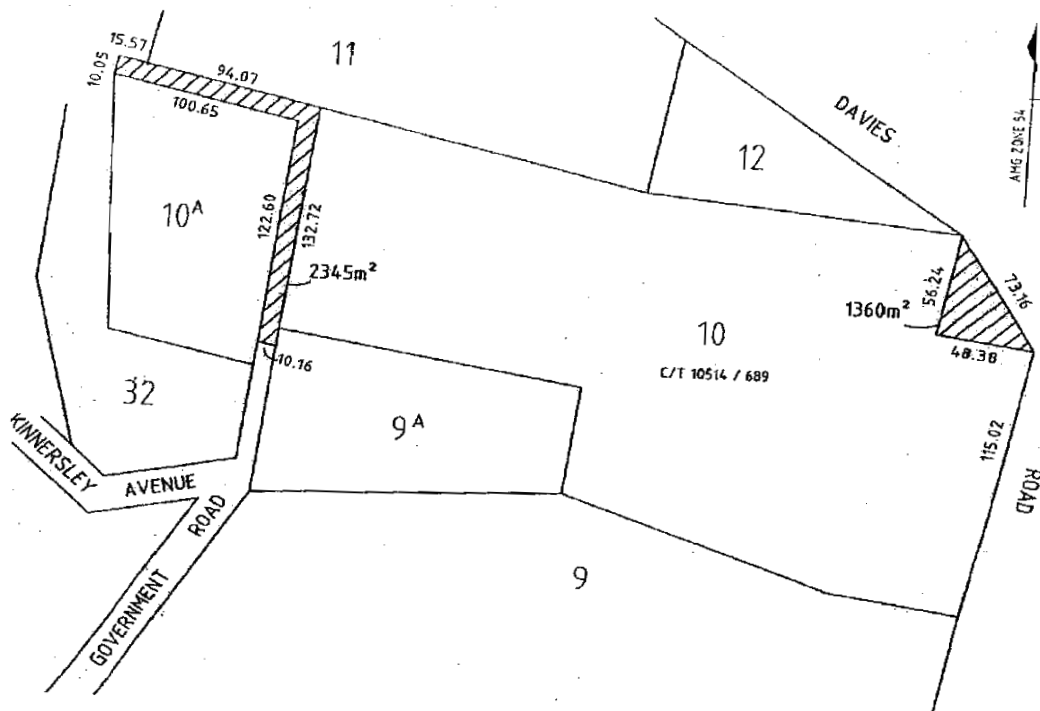 15.57
11
94.07
10.05
100.65
DAVIES
AMG ZONE 54
12
10A
122.60
132.72
2345m²
56.24
73.16
1360m²
10
48.38
10.16
C/T 10514 / 689
32
9A
115.02
KINNERSLEY
AVENUE
ROAD
ROAD
GOVERNMENT
9